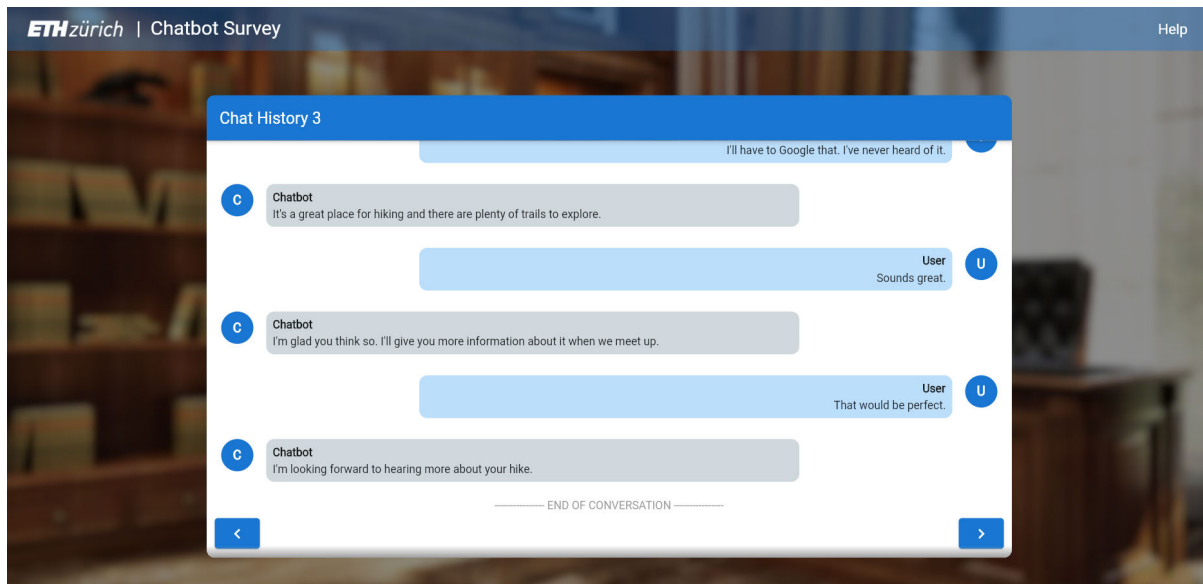 ETH zürich | Chatbot Survey
Help
Chat History 3
I'll have to Google that. I've never heard of it.
C
Chatbot
It's a great place for hiking and there are plenty of trails to explore.
User
U
Sounds great.
C
Chatbot
I'm glad you think so. I'll give you more information about it when we meet up.
User
U
That would be perfect.
C
Chatbot
I'm looking forward to hearing more about your hike.
--------------- END OF CONVERSATION ---------------
<
>